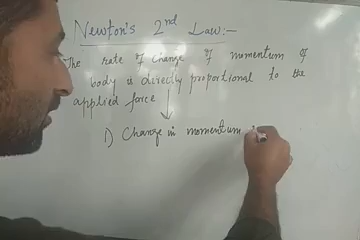 Newton's 2nd Law:-
The rate of change of momentum of
body is directly proportional to the
applied force
1) Change in momentum